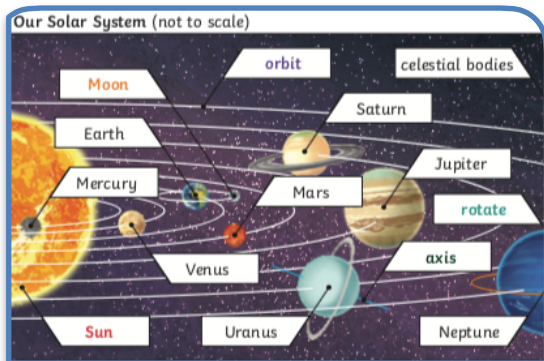 Our Solar System (not to scale)
orbit
celestial bodies
Moon
Saturn
Earth
Jupiter
Mercury
Mars
rotate
Venus
axis
Sun
Uranus
Neptune